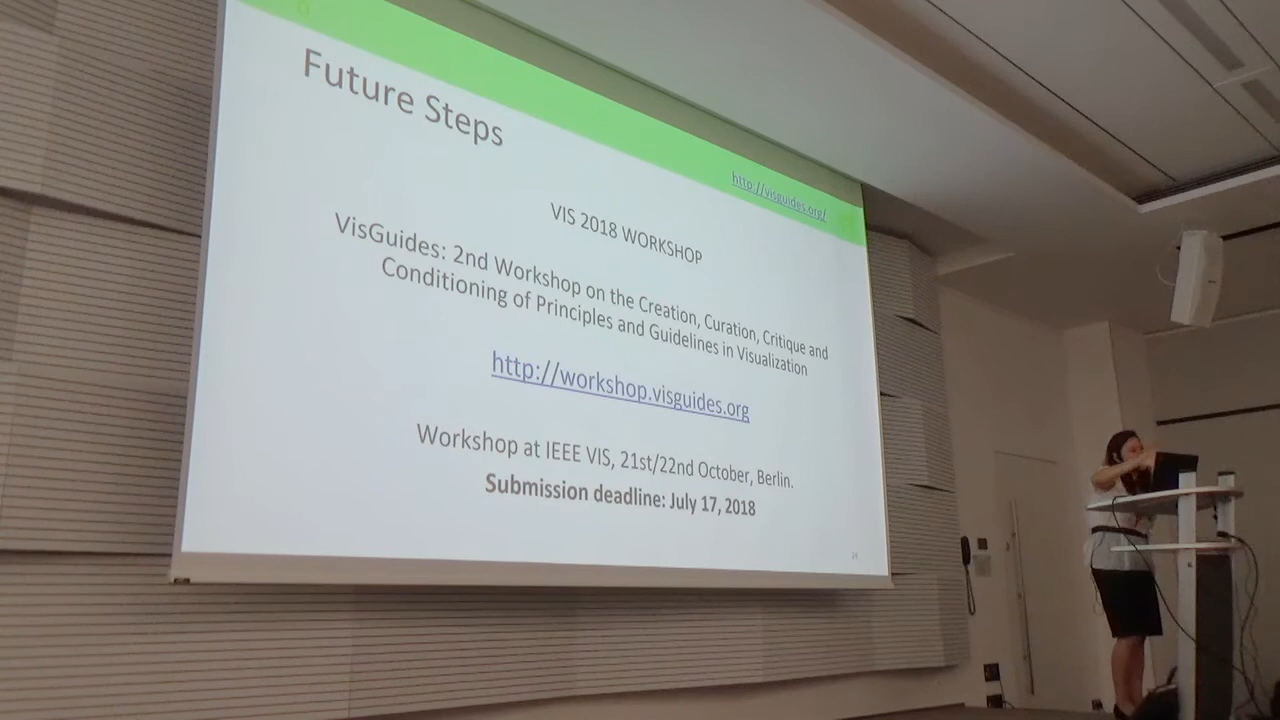 Future Steps
http://visguides.org/
VIS 2018 WORKSHOP
VisGuides: 2nd Workshop on the Creation, Curation, Critique and
Conditioning of Principles and Guidelines in Visualization
http://workshop.visguides.org
Workshop at IEEE VIS, 21st/22nd October, Berlin.
Submission deadline: July 17, 2018